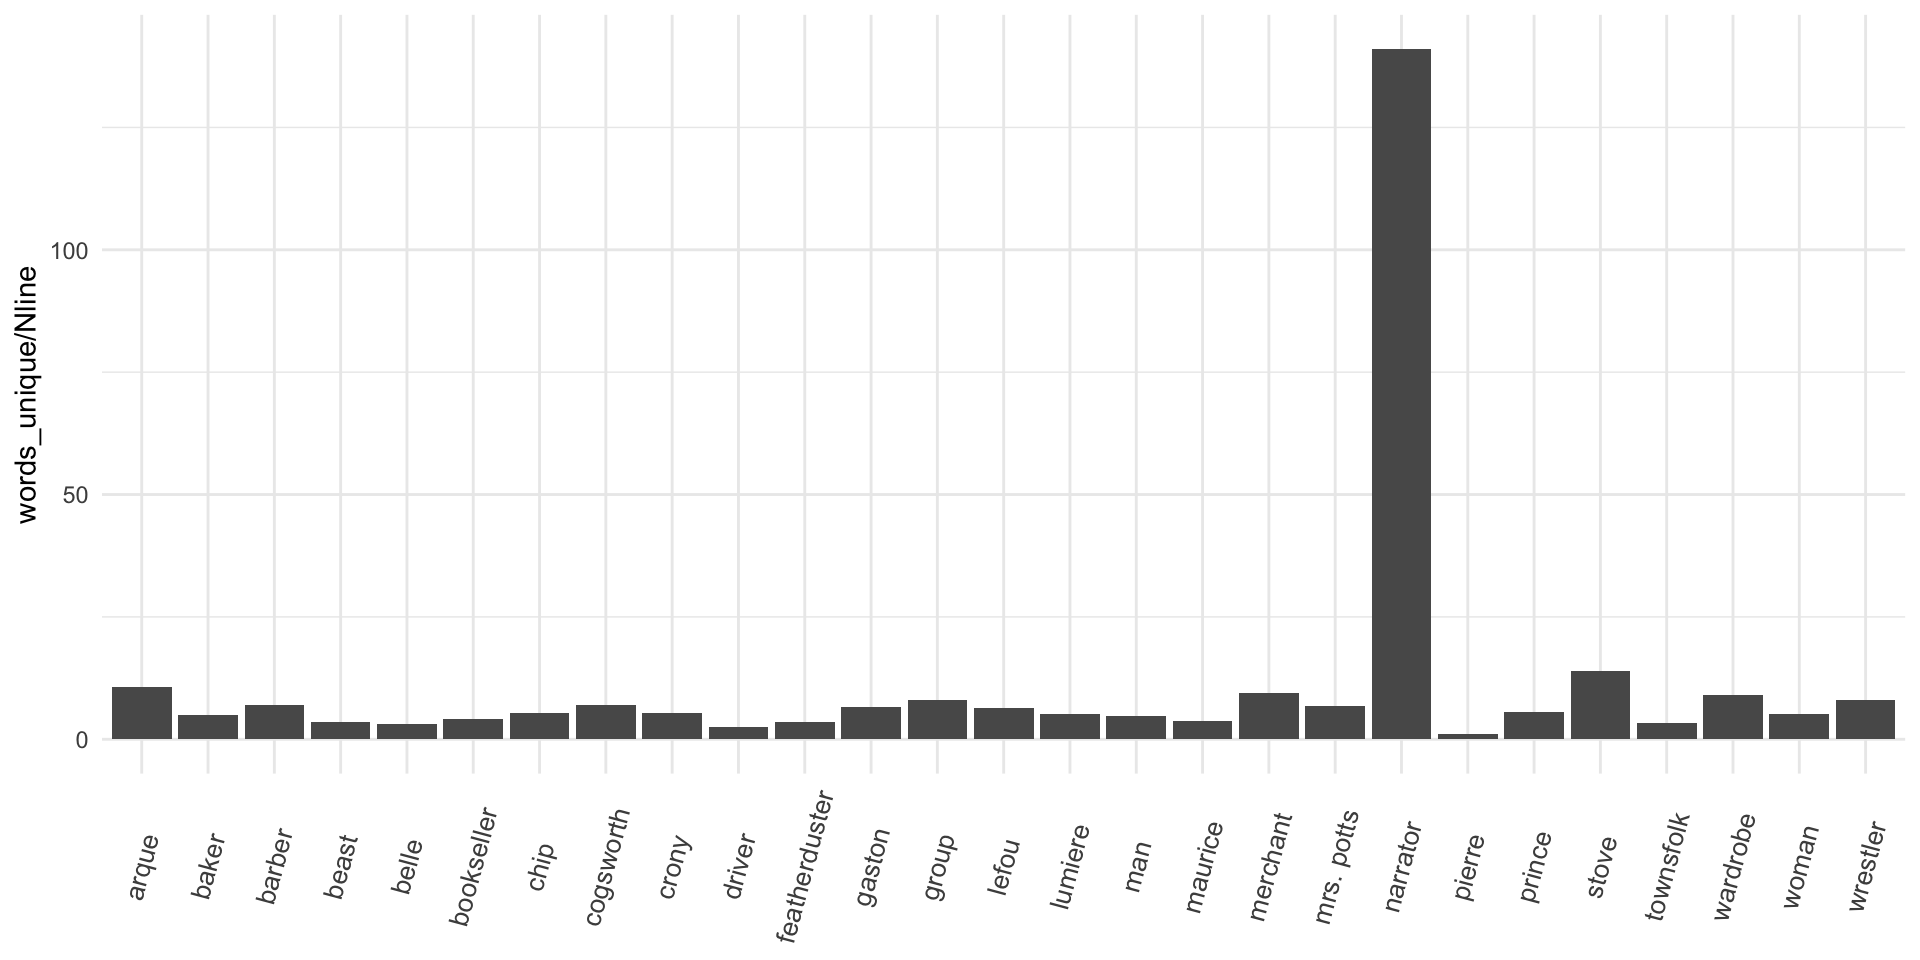 words_unique/Nline
100
50
0
arque
baker
barber
beast
belle
bookseller
chip
cogsworth
crony
driver
featherduster
gaston
group
lefou
lumiere
man
maurice
merchant
mrs. potts
narrator
pierre
prince
stove
townsfolk
wardrobe
woman
wrestler